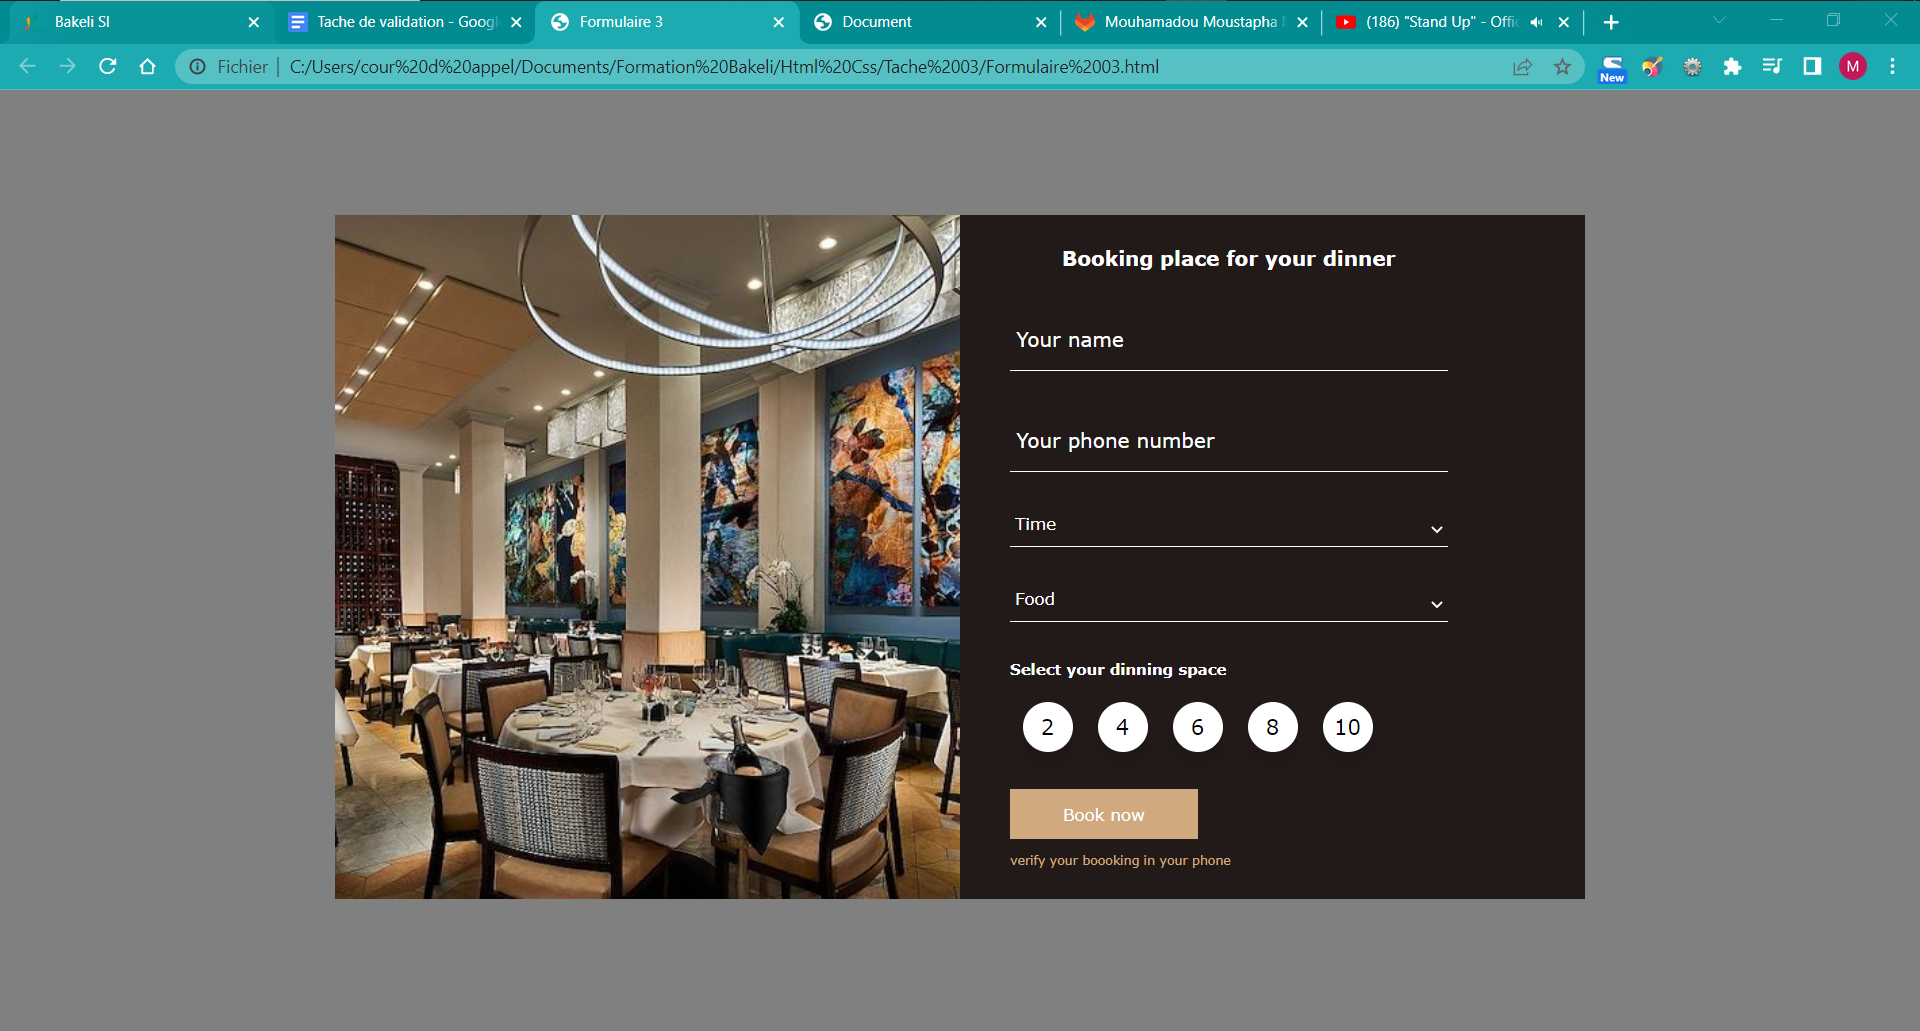 Bakeli SI
Tache de validation - Googl
Formulaire 3
Document
Mouhamadou Moustapha
(186) "Stand Up" - Offic
Fichier
C:/Users/cour%20d%20appel/Documents/Formation%20Bakeli/Html%20Css/Tache%2003/Formulaire%2003.html
New
M
Booking place for your dinner
Your name
Your phone number
Time
Food
Select your dinning space
2 4 6 8 10
Book now
verify your boooking in your phone